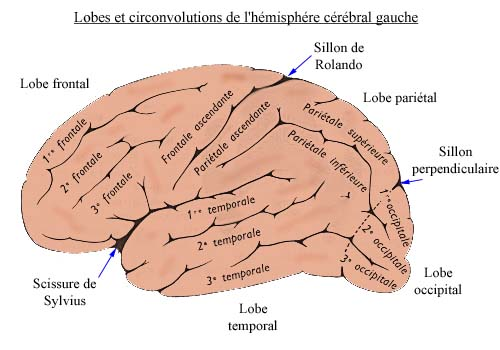 Lobes et circonvolutions de l'hémisphère cérébral gauche
Sillon de
Rolando
Lobe frontal
Lobe pariétal
1re frontale
2e frontale
3e frontale
Frontale ascendante
Pariétale ascendante
Pariétale supérieure
Pariétale inférieure
Sillon
perpendiculaire
1re temporale
2e temporale
3e temporale
1re occipitale
2e occipitale
3e occipitale
Scissure de
Sylvius
Lobe
occipital
Lobe
temporal